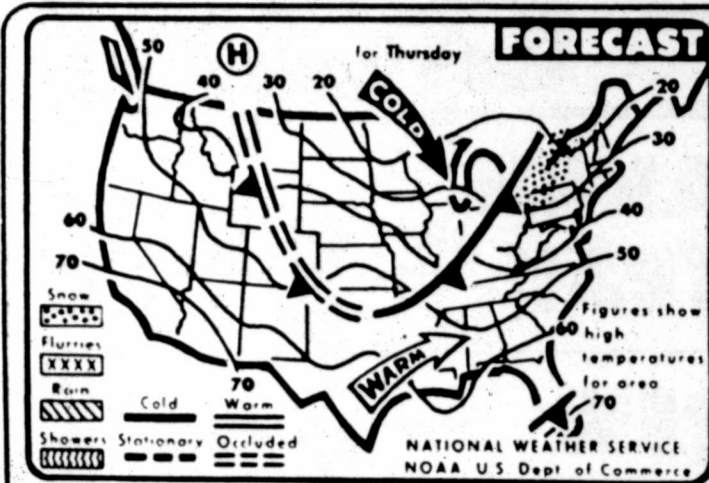 FORECAST
for Thursday
H
50
40
30
20
COLD
20
30
40
50
60
70
60
70
70
WARM
Figures show
high
temperatures
for area
Snow
Flurries
Rain
Showers
Cold
Warm
Stationary
Occluded
NATIONAL WEATHER SERVICE
NOAA U.S. Dept of Commerce